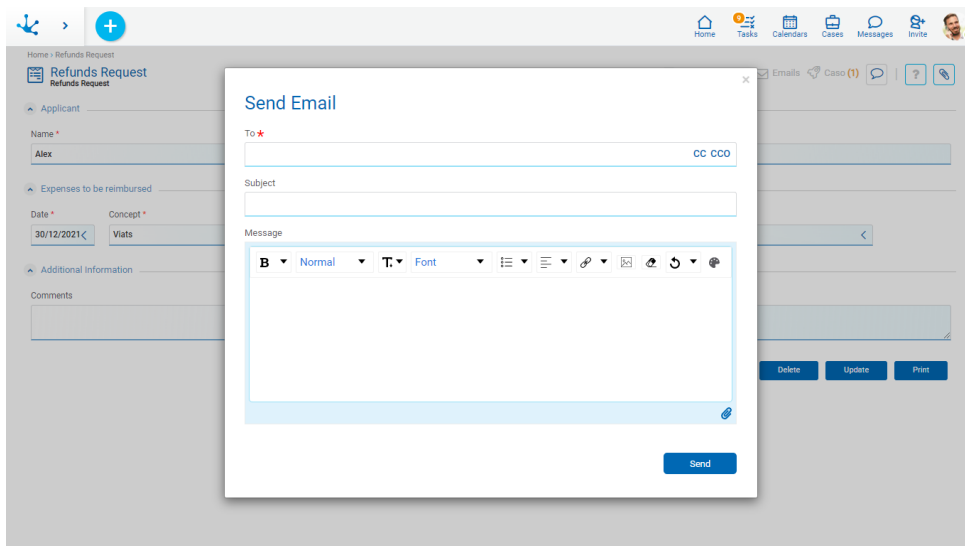 Home Tasks Calendars Cases Messages Invite
9
Home > Refunds Request
Refunds Request
Refunds Request
Emails Caso (1) ?
Applicant
Name *
Alex
Expenses to be reimbursed
Date * Concept *
30/12/2021 Viats
Additional Information
Comments
Delete Update Print
×
Send Email
To *
CC CCO
Subject
Message
B Normal T. Font
Send